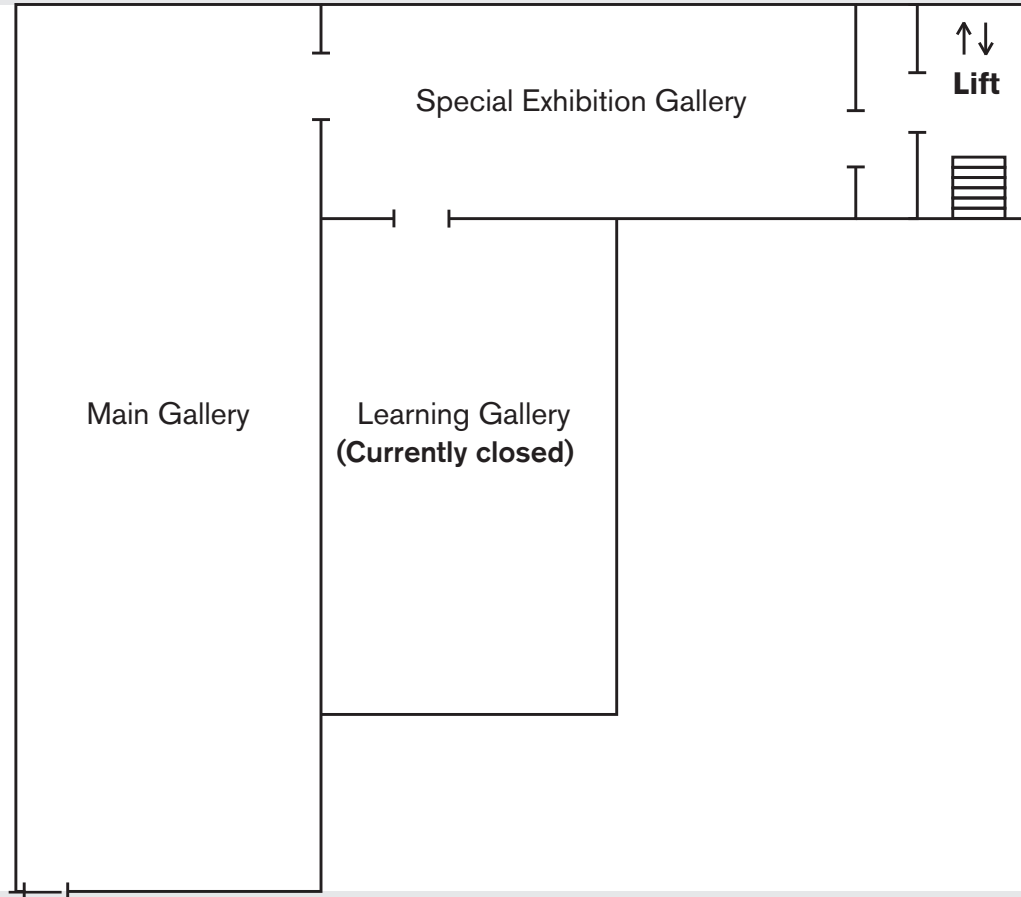 Special Exhibition Gallery
Lift
Main Gallery
Learning Gallery
(Currently closed)